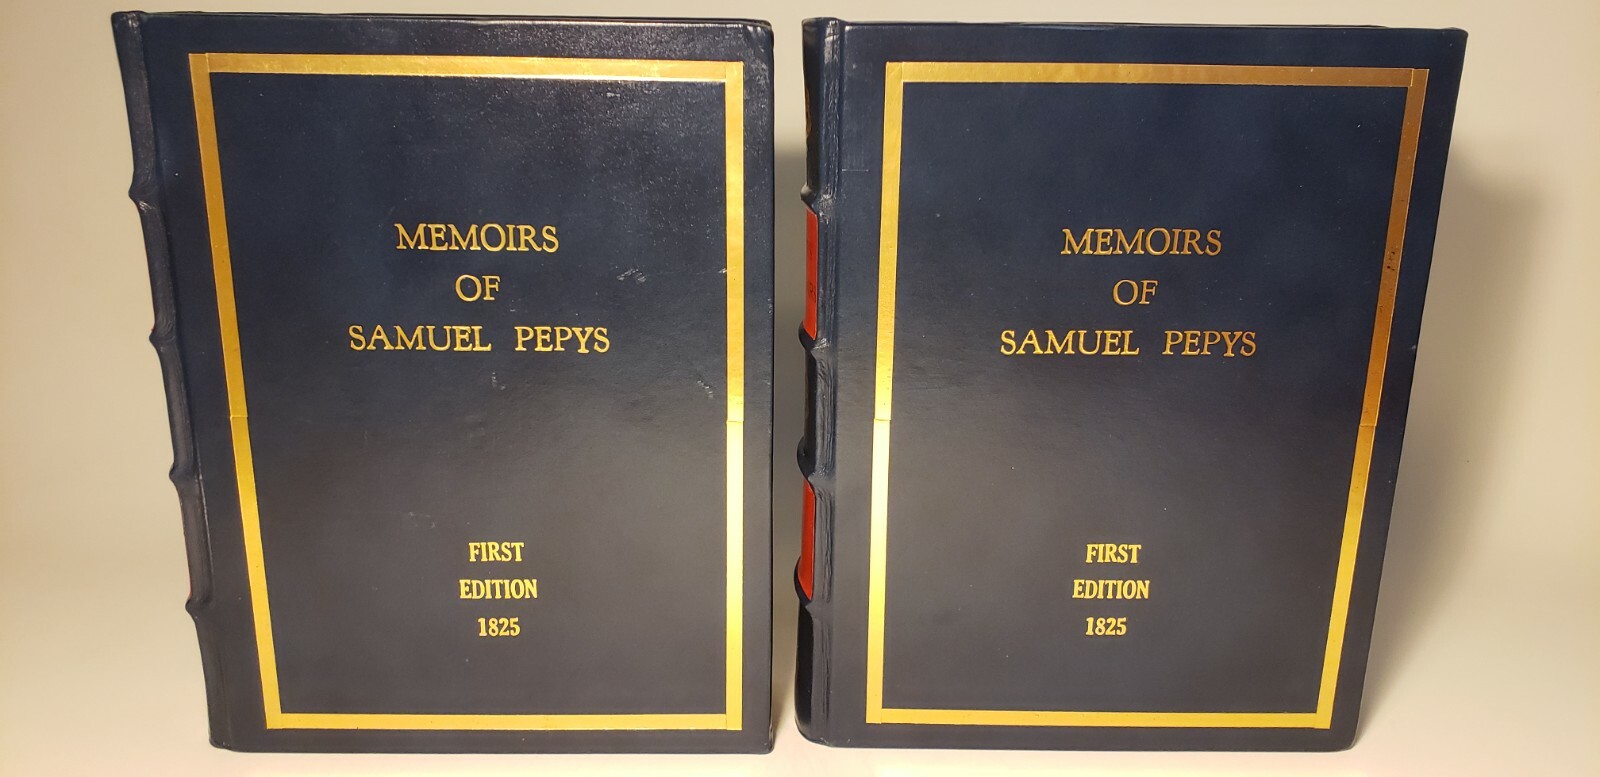 MEMOIRS
OF
SAMUEL PEPYS
FIRST
EDITION
1825
MEMOIRS
OF
SAMUEL PEPYS
FIRST
EDITION
1825